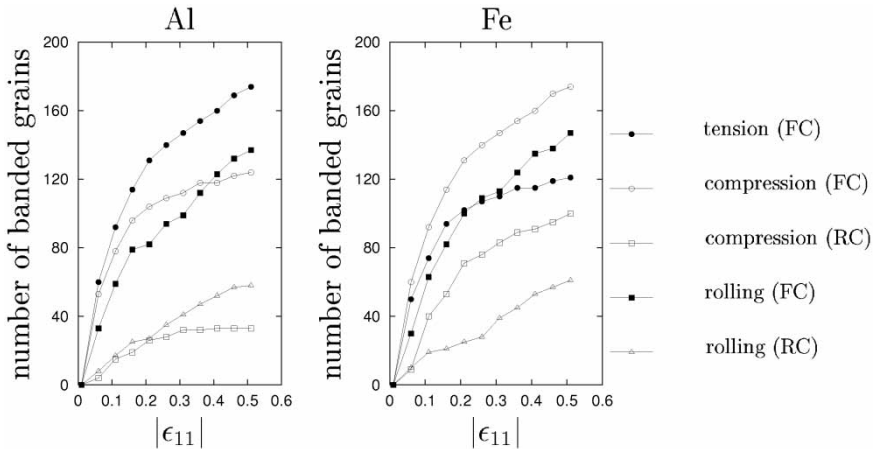 Al
Fe
200
160
120
80
40
0
0 0.1 0.2 0.3 0.4 0.5 0.6
number of banded grains
|ϵ₁₁|
200
160
120
80
40
0
0 0.1 0.2 0.3 0.4 0.5 0.6
number of banded grains
|ϵ₁₁|
tension (FC)
compression (FC)
compression (RC)
rolling (FC)
rolling (RC)